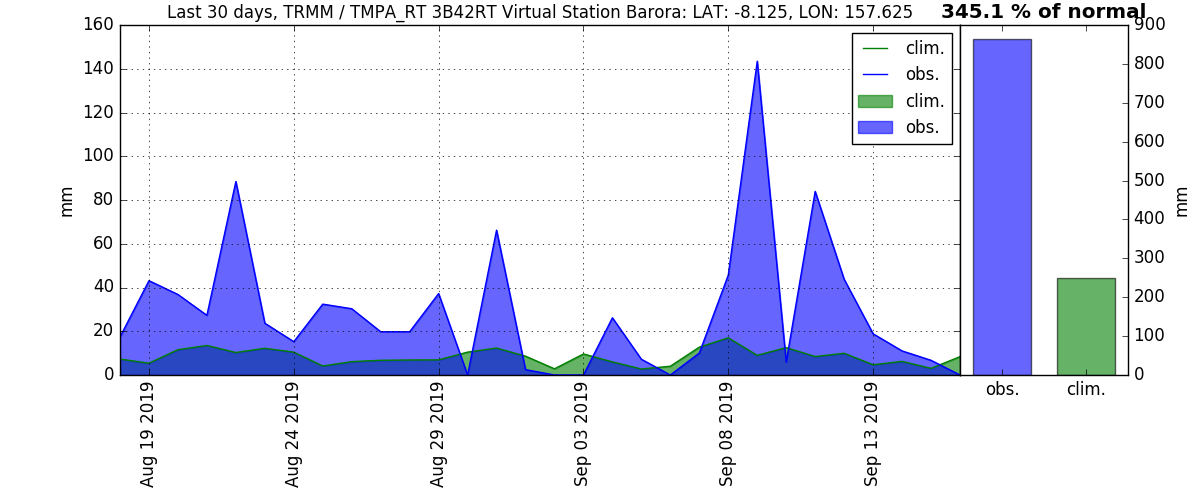 Last 30 days, TRMM / TMPA_RT 3B42RT Virtual Station Barora: LAT: -8.125, LON: 157.625
345.1 % of normal
160
140
120
100
80
60
40
20
0
mm
clim.
obs.
clim.
obs.
Aug 19 2019
Aug 24 2019
Aug 29 2019
Sep 03 2019
Sep 08 2019
Sep 13 2019
900
800
700
600
500
400
300
200
100
0
mm
obs.
clim.